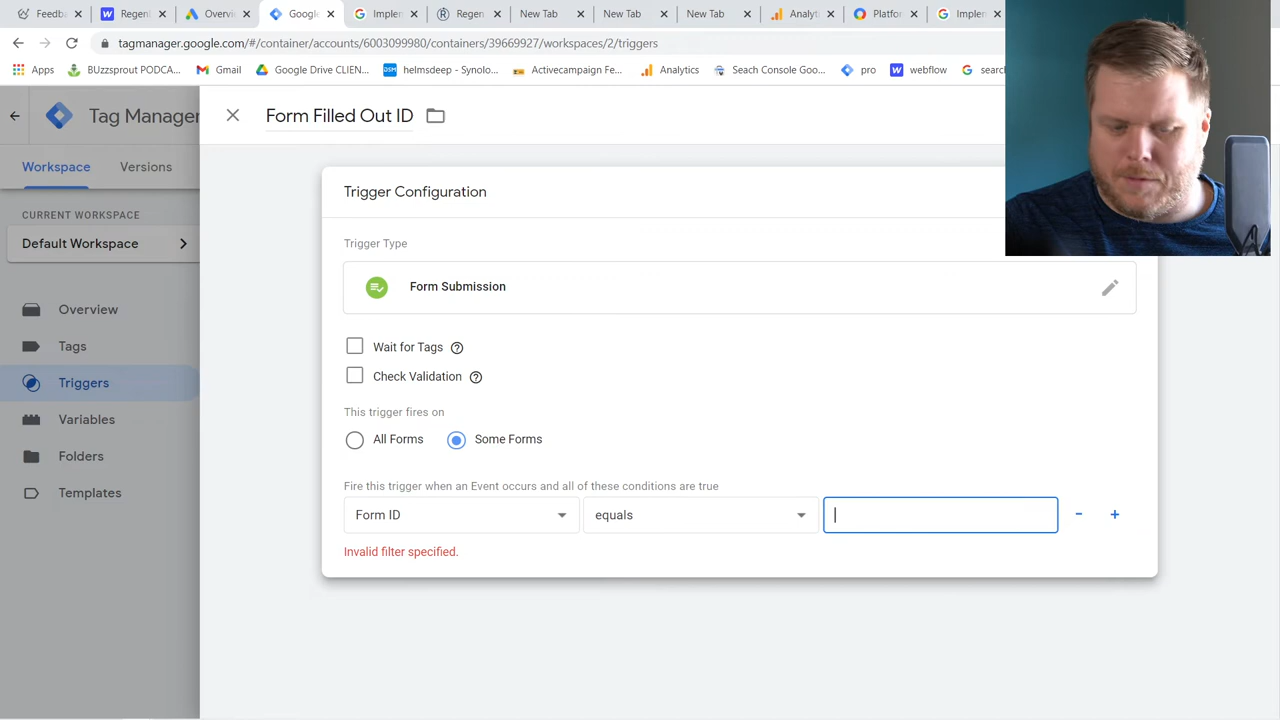 Feedba
Regeni
Overvi
Google
Implen
Regen
New Tab
New Tab
New Tab
Analyt
Platfor
Implen
tagmanager.google.com/#/container/accounts/6003099980/containers/39669927/workspaces/2/triggers
Apps
BUzzsprout PODCA...
Gmail
Google Drive CLIEN...
DSM
helmsdeep - Synolo...
Activecampaign Fe...
Analytics
Seach Console Goo...
pro
webflow
search
Tag Manager
Form Filled Out ID
Workspace
Versions
CURRENT WORKSPACE
Default Workspace
Overview
Tags
Triggers
Variables
Folders
Templates
Trigger Configuration
Trigger Type
Form Submission
Wait for Tags
Check Validation
This trigger fires on
All Forms
Some Forms
Fire this trigger when an Event occurs and all of these conditions are true
Form ID
equals
Invalid filter specified.